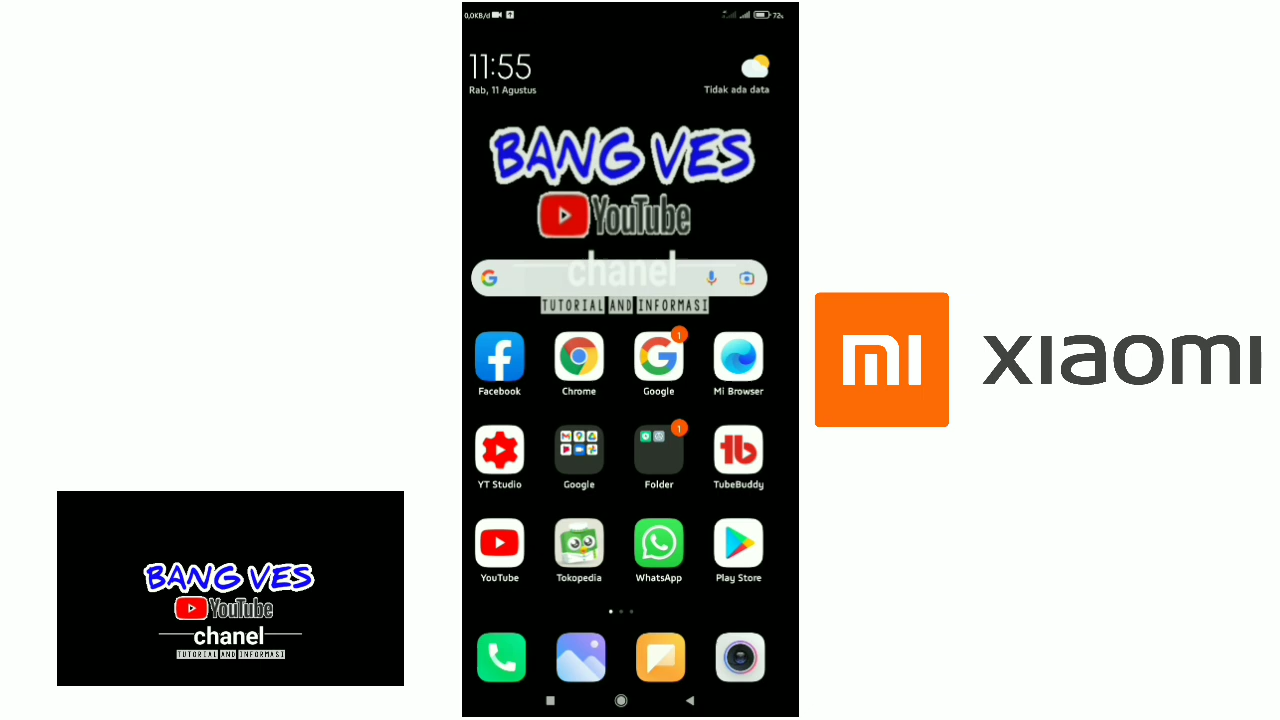 0,0KB/d
72%
11:55
Rab, 11 Agustus
Tidak ada data
BANG VES
YouTube
chanel
TUTORIAL AND INFORMASI
1
Facebook
Chrome
Google
Mi Browser
1
YT Studio
Google
Folder
TubeBuddy
YouTube
Tokopedia
WhatsApp
Play Store
mi
xiaomi
BANG VES
YouTube
chanel
TUTORIAL AND INFORMASI